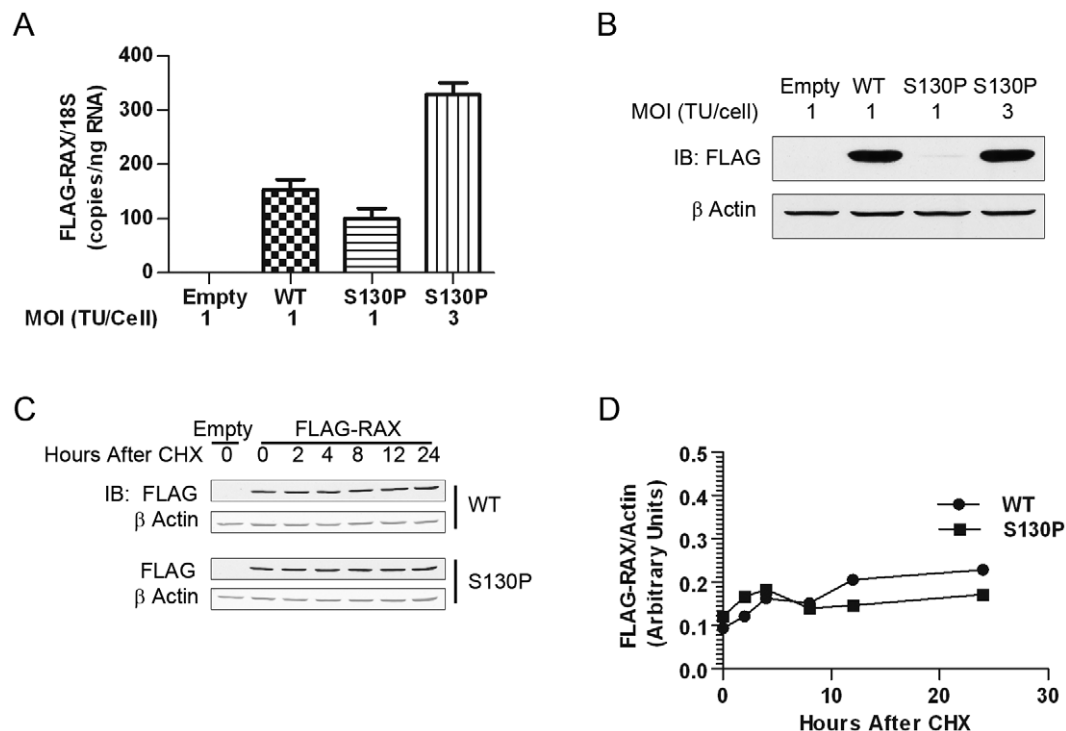 A
FLAG-RAX/18S
(copies/ng RNA)
400
300
200
100
0
Empty WT S130P S130P
MOI (TU/Cell) 1 1 1 3
B
Empty WT S130P S130P
MOI (TU/cell) 1 1 1 3
IB: FLAG
β Actin
C
Empty FLAG-RAX
Hours After CHX 0 0 2 4 8 12 24
IB: FLAG
β Actin
WT
FLAG
β Actin
S130P
D
FLAG-RAX/Actin
(Arbitrary Units)
0.5
0.4
0.3
0.2
0.1
0.0
WT
S130P
0 10 20 30
Hours After CHX